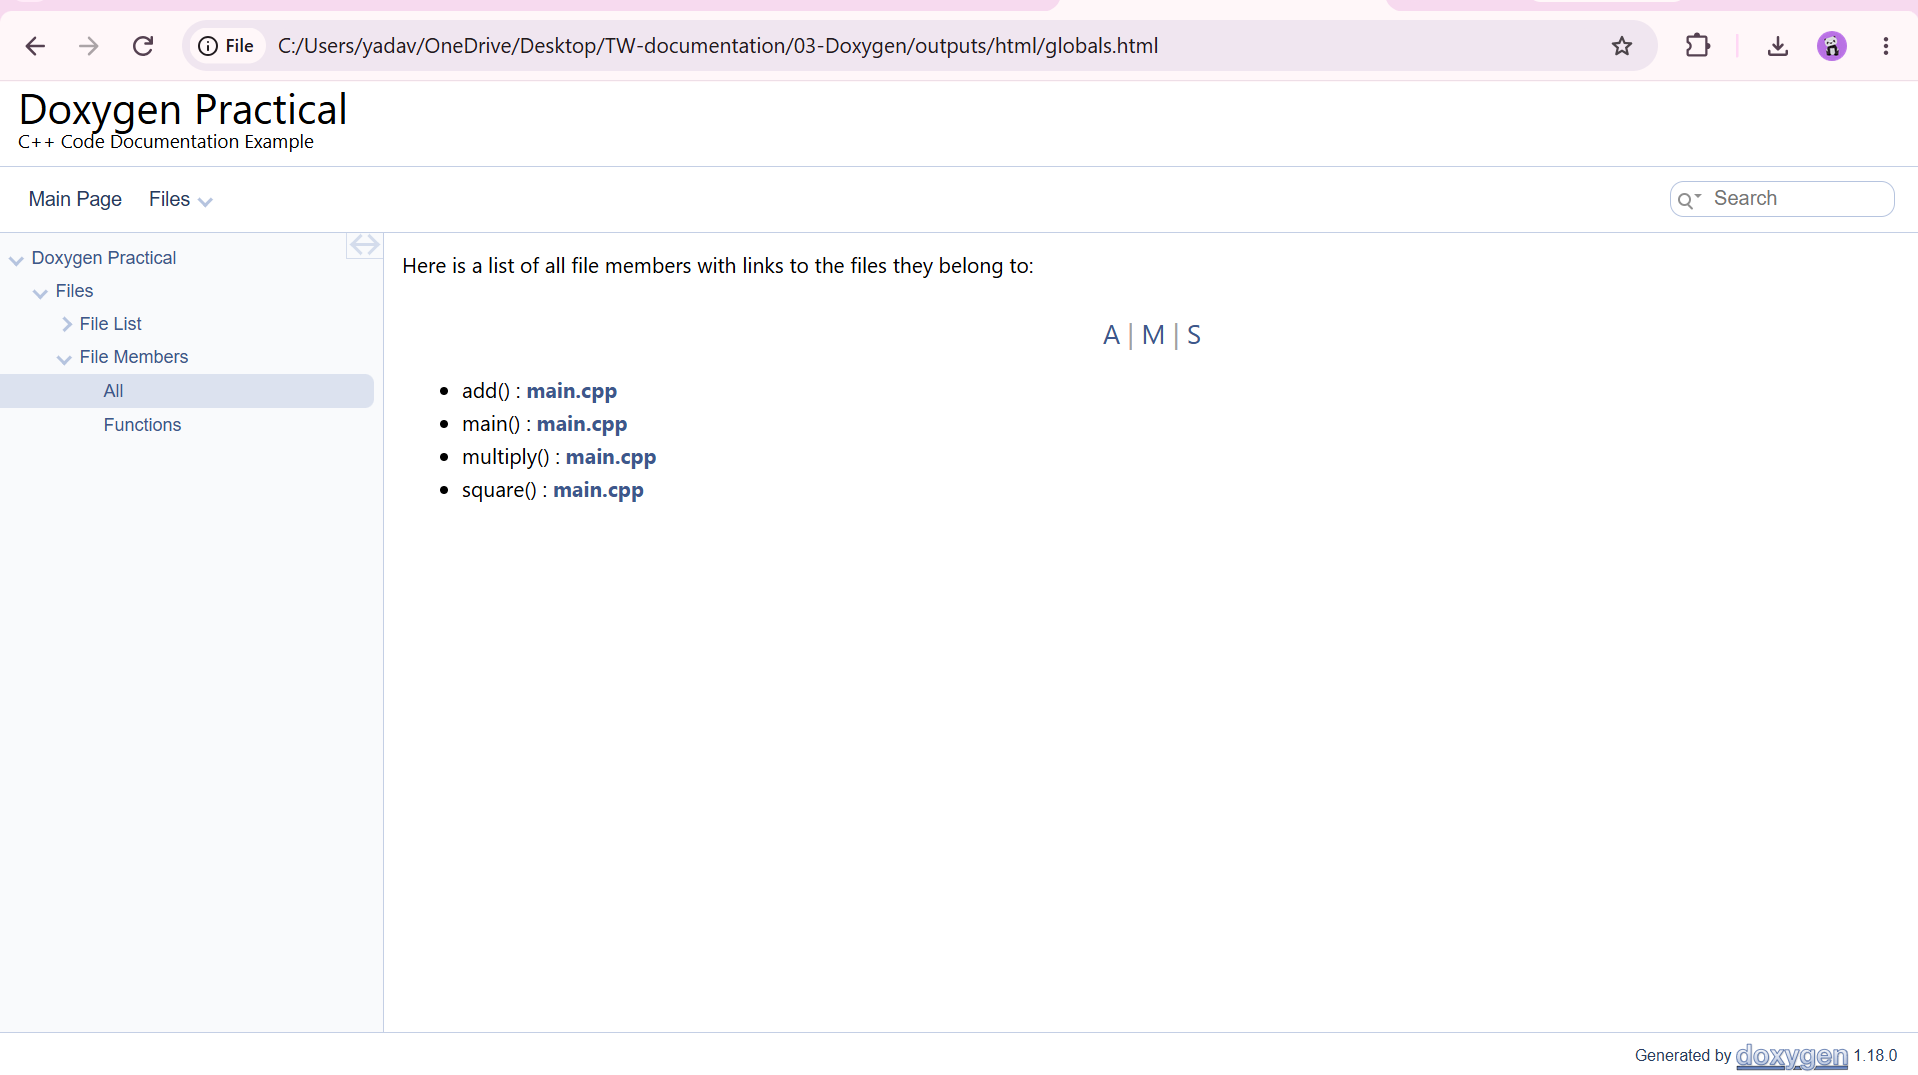 File C:/Users/yadav/OneDrive/Desktop/TW-documentation/03-Doxygen/outputs/html/globals.html
Doxygen Practical
C++ Code Documentation Example
Main Page Files Search
Doxygen Practical
Files
File List
File Members
All
Functions
Here is a list of all file members with links to the files they belong to:
A | M | S
add() : main.cpp
main() : main.cpp
multiply() : main.cpp
square() : main.cpp
Generated by doxygen 1.18.0